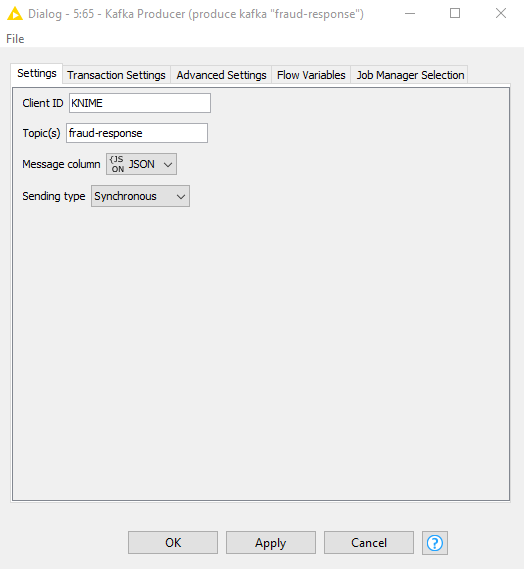 Dialog - 5:65 - Kafka Producer (produce kafka "fraud-response")
File
Settings Transaction Settings Advanced Settings Flow Variables Job Manager Selection
Client ID KNIME
Topic(s) fraud-response
Message column {JS ON JSON
Sending type Synchronous
OK Apply Cancel ?